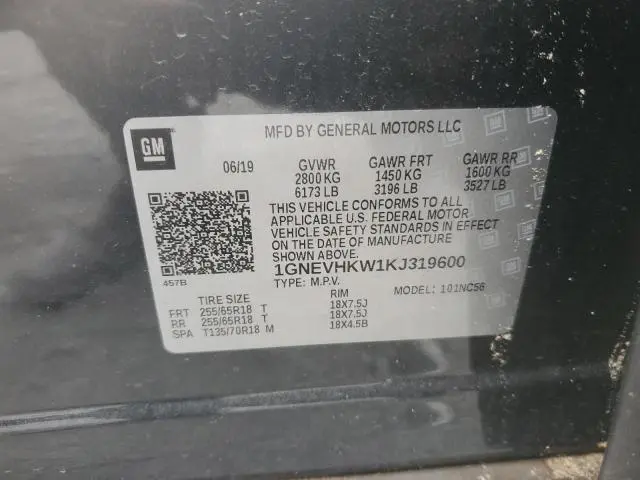 MFD BY GENERAL MOTORS LLC
GM
06/19 GVWR GAWR FRT GAWR RR
2800 KG 1450 KG 1600 KG
6173 LB 3196 LB 3527 LB
THIS VEHICLE CONFORMS TO ALL
APPLICABLE U.S. FEDERAL MOTOR
VEHICLE SAFETY STANDARDS IN EFFECT
ON THE DATE OF MANUFACTURE
SHOWN ABOVE.
1GNEVHKW1KJ319600
457B
TYPE: M.P.V. MODEL: 101NC56
TIRE SIZE RIM
FRT 255/65R18 T 18X7.5J
RR 255/65R18 T 18X7.5J
SPA T135/70R18 M 18X4.5B